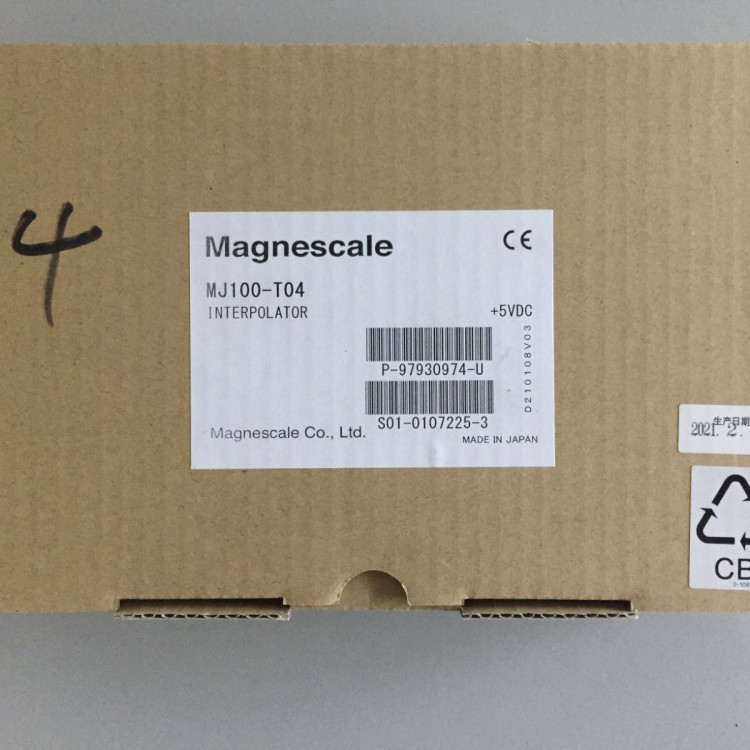 4
Magnescale
CE
MJ100-T04
INTERPOLATOR
+5VDC
P-97930974-U
S01-0107225-3
D210108V03
Magnescale Co., Ltd.
MADE IN JAPAN
生产日期
2021. 2.
CB